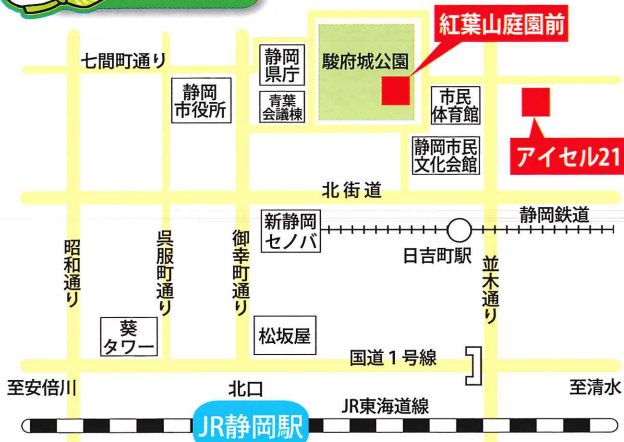 紅葉山庭園前
七間町通り
静岡
県庁
駿府城公園
静岡
市役所
青葉
会議棟
市民
体育館
静岡市民
文化会館
アイセル21
北街道
新静岡
セノバ
静岡鉄道
日吉町駅
昭和通り
呉服町通り
御幸町通り
並木通り
葵
タワー
松坂屋
国道1号線
至安倍川
北口
至清水
JR東海道線
JR静岡駅